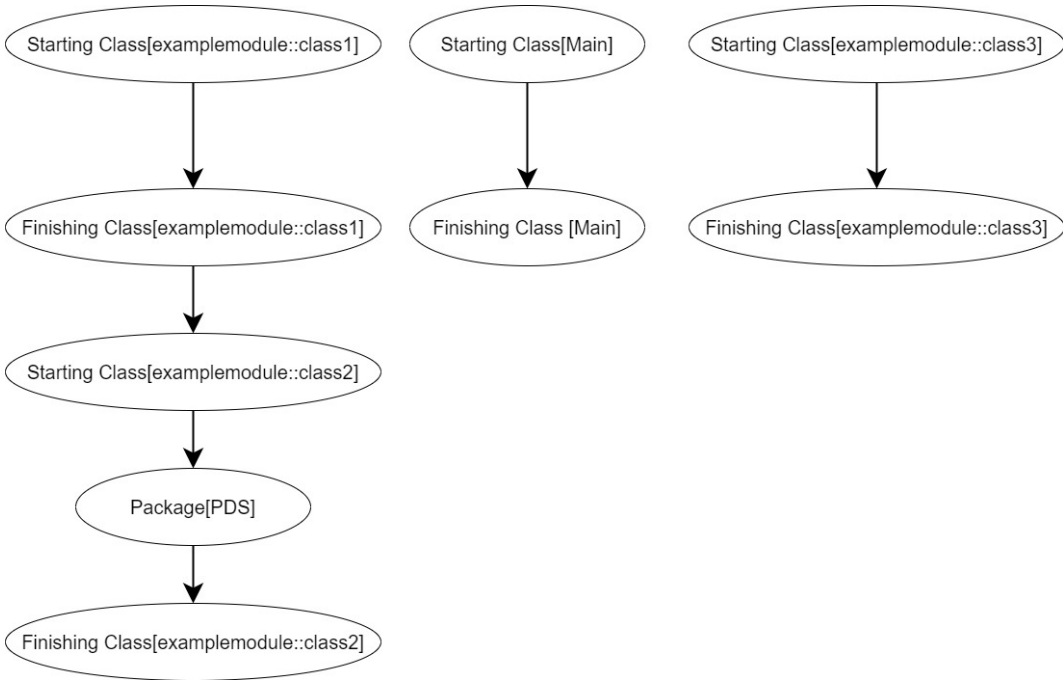 Starting Class[examplemodule::class1]
Starting Class[Main]
Starting Class[examplemodule::class3]
Finishing Class[examplemodule::class1]
Finishing Class [Main]
Finishing Class[examplemodule::class3]
Starting Class[examplemodule::class2]
Package[PDS]
Finishing Class[examplemodule::class2]